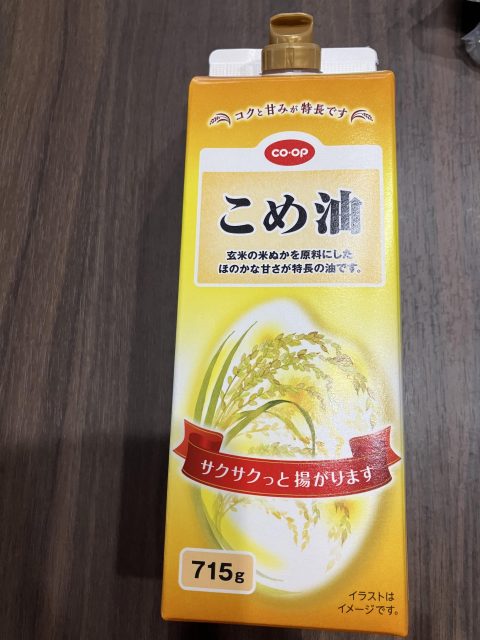 コクと甘みが特長です
CO·OP
こめ油
玄米の米ぬかを原料にした
ほのかな甘さが特長の油です。
サクサクっと揚がります
715g
イラストは
イメージです。